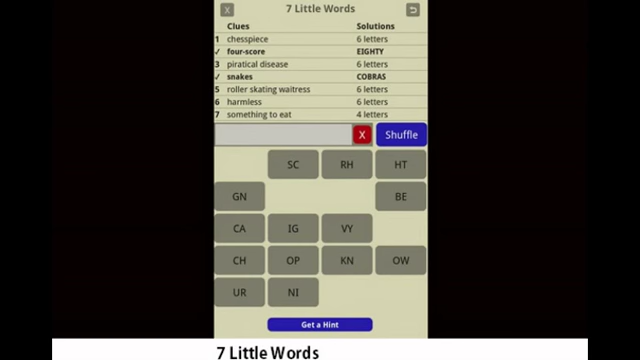 X 7 Little Words
Clues Solutions
1 chesspiece 6 letters
✓ four-score EIGHTY
3 piratical disease 6 letters
✓ snakes COBRAS
5 roller skating waitress 6 letters
6 harmless 6 letters
7 something to eat 4 letters
X Shuffle
SC RH HT
GN BE
CA IG VY
CH OP KN OW
UR NI
Get a Hint
7 Little Words